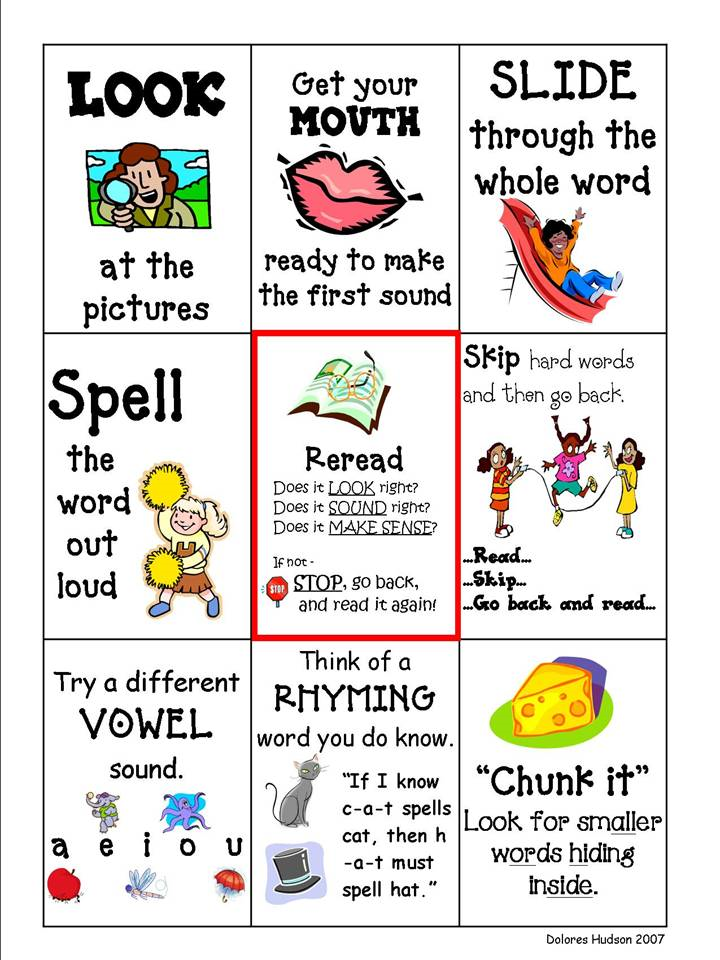 LOOK
at the
pictures
Get your
MOUTH
ready to make
the first sound
SLIDE
through the
whole word
Spell
the
word
out
loud
Reread
Does it LOOK right?
Does it SOUND right?
Does it MAKE SENSE?
If not -
STOP
STOP, go back,
and read it again!
Skip hard words
and then go back.
...Read...
...Skip...
...Go back and read...
Try a different
VOWEL
sound.
a e i o u
Think of a
RHYMING
word you do know.
"If I know
c-a-t spells
cat, then h
-a-t must
spell hat."
"Chunk it"
Look for smaller
words hiding
inside.
Dolores Hudson 2007